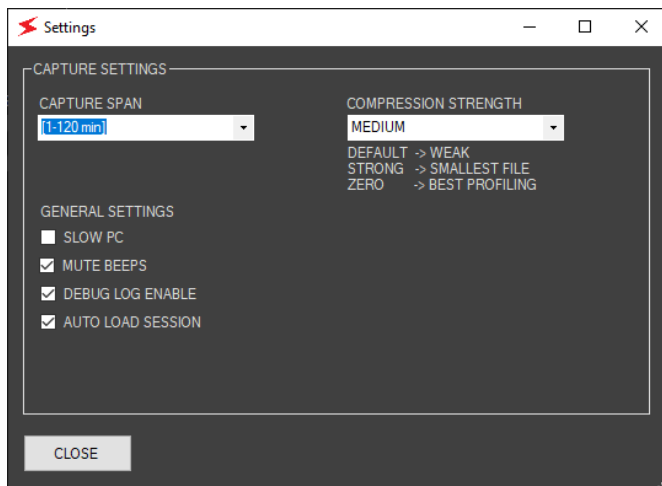 Settings
CAPTURE SETTINGS
CAPTURE SPAN
[1-120 min]
COMPRESSION STRENGTH
MEDIUM
DEFAULT -> WEAK
STRONG -> SMALLEST FILE
ZERO -> BEST PROFILING
GENERAL SETTINGS
SLOW PC
MUTE BEEPS
DEBUG LOG ENABLE
AUTO LOAD SESSION
CLOSE